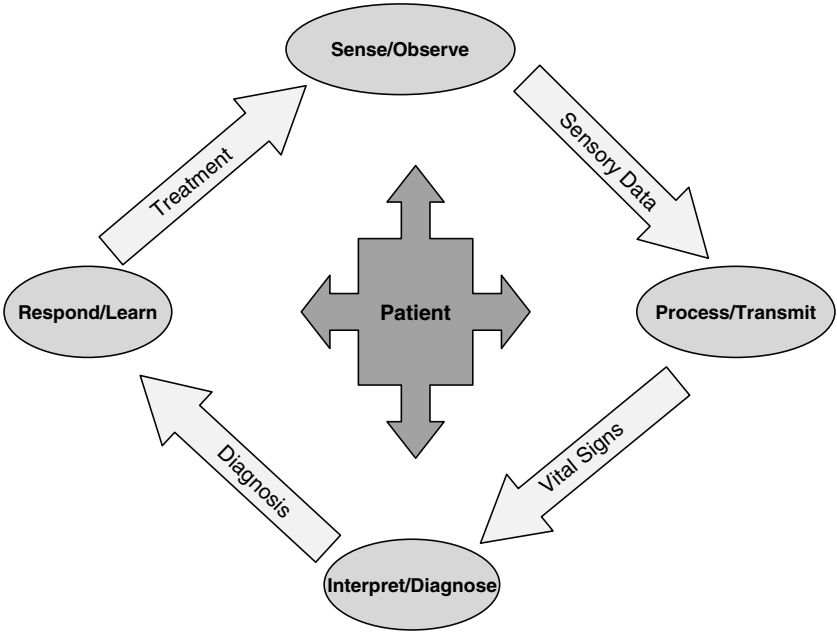 Sense/Observe
Sensory Data
Treatment
Respond/Learn
Patient
Process/Transmit
Diagnosis
Vital Signs
Interpret/Diagnose